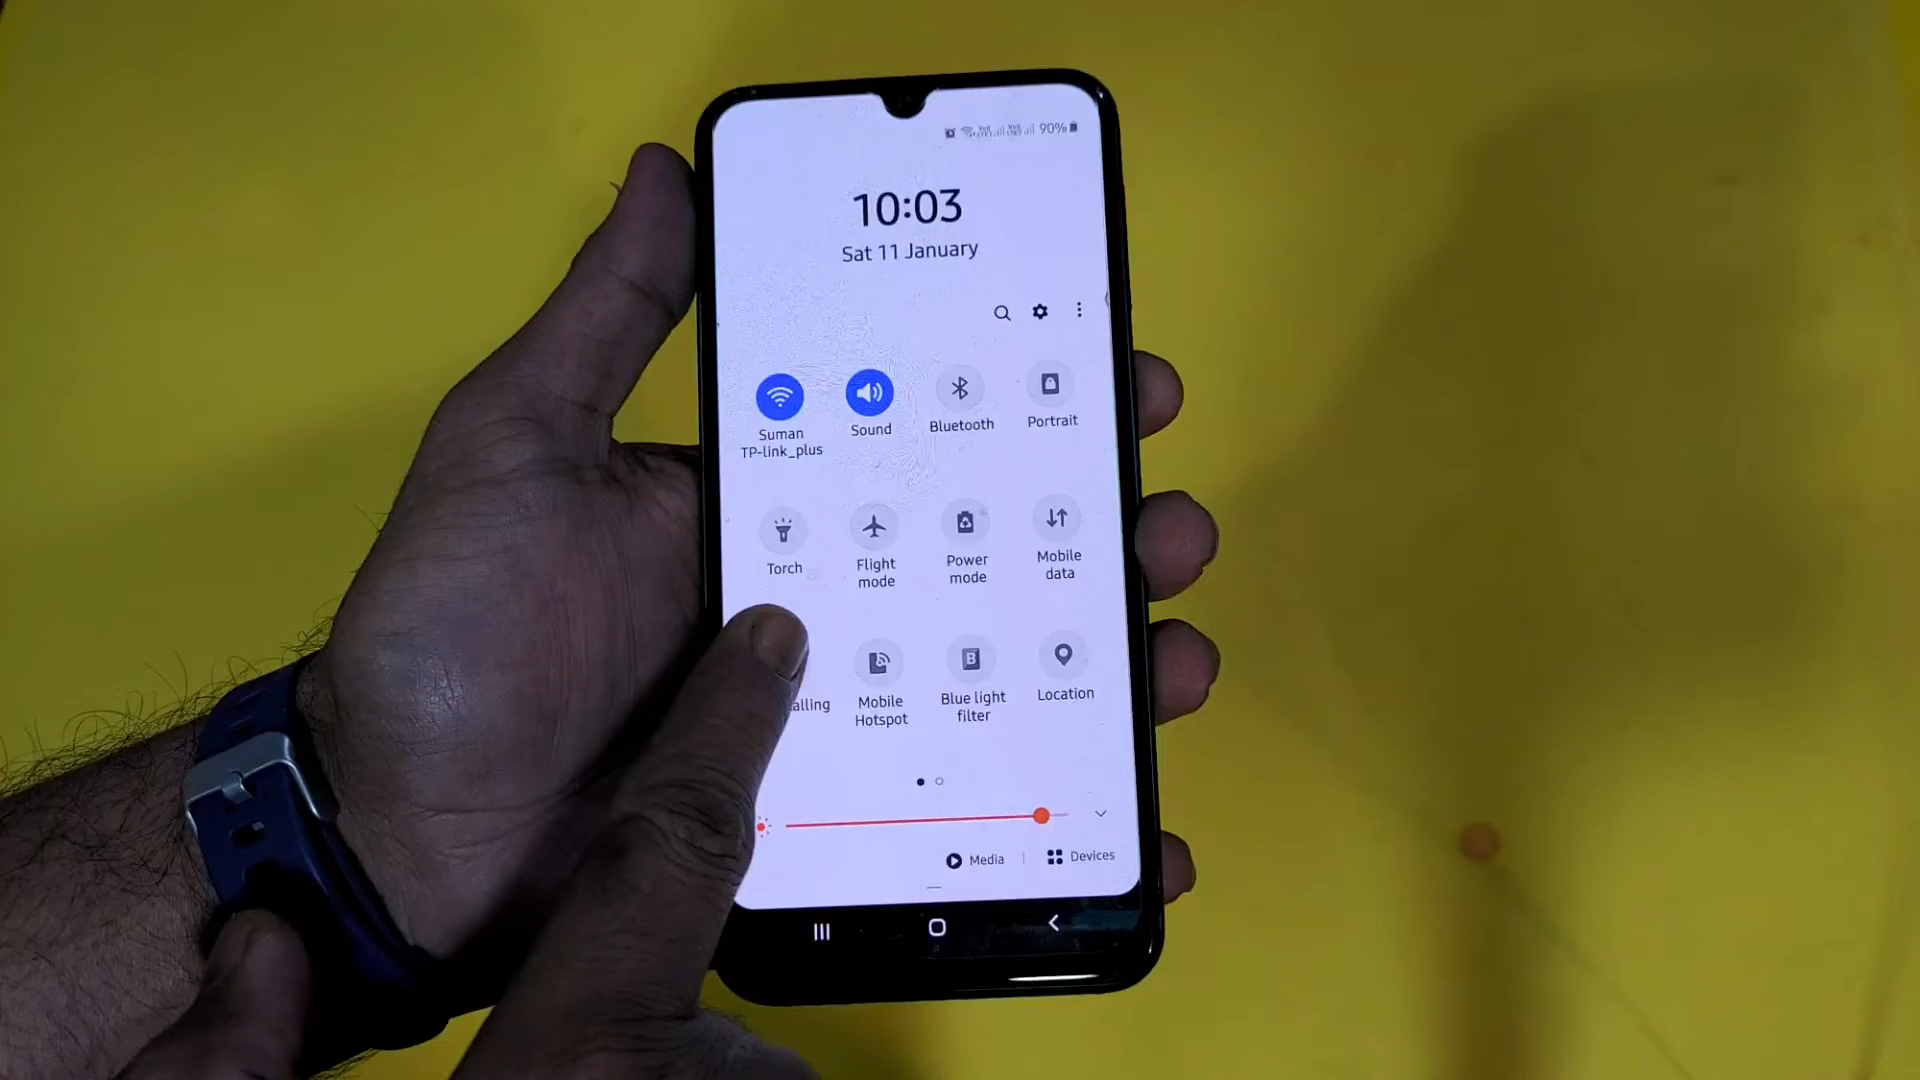 90%
10:03
Sat 11 January
Suman
TP-link_plus
Sound
Bluetooth
Portrait
Torch
Flight
mode
Power
mode
Mobile
data
alling
Mobile
Hotspot
Blue light
filter
Location
Media
Devices